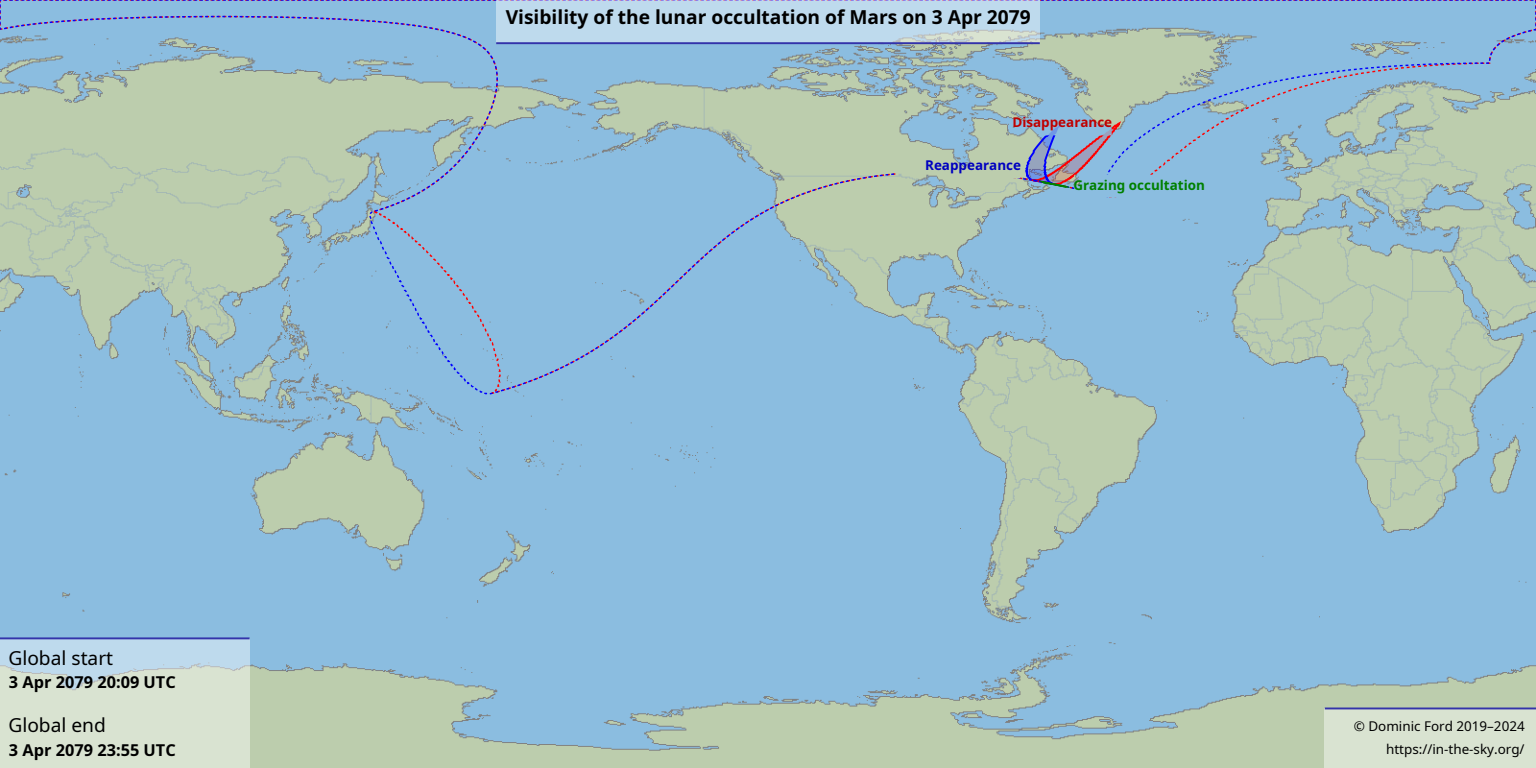 Visibility of the lunar occultation of Mars on 3 Apr 2079
Disappearance
Reappearance
Grazing occultation
Global start
3 Apr 2079 20:09 UTC
Global end
3 Apr 2079 23:55 UTC
© Dominic Ford 2019–2024
https://in-the-sky.org/